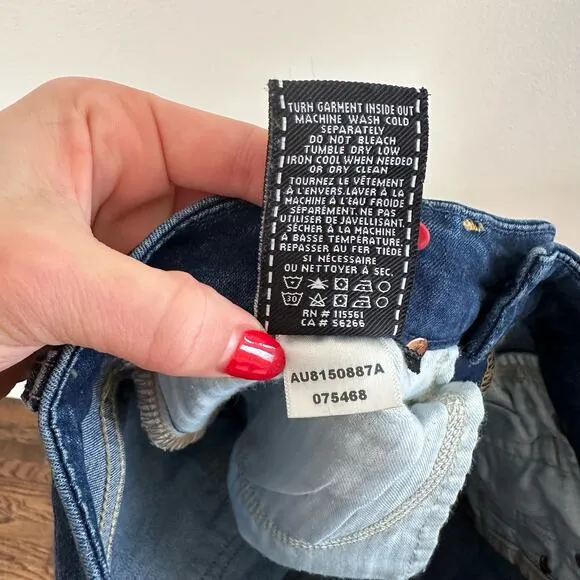 TURN GARMENT INSIDE OUT
MACHINE WASH COLD
SEPARATELY
DO NOT BLEACH
TUMBLE DRY LOW
IRON COOL WHEN NEEDED
OR DRY CLEAN
TOURNEZ LE VÊTEMENT
À L'ENVERS.LAVER À LA
MACHINE À L'EAU FROIDE
SÉPARÉMENT. NE PAS
UTILISER DE JAVELLISANT.
SÉCHER À LA MACHINE
À BASSE TEMPÉRATURE.
REPASSER AU FER TIÈDE
SI NÉCESSAIRE
OU NETTOYER À SEC.
30
RN # 115561
CA # 56266
AU8150887A
075468